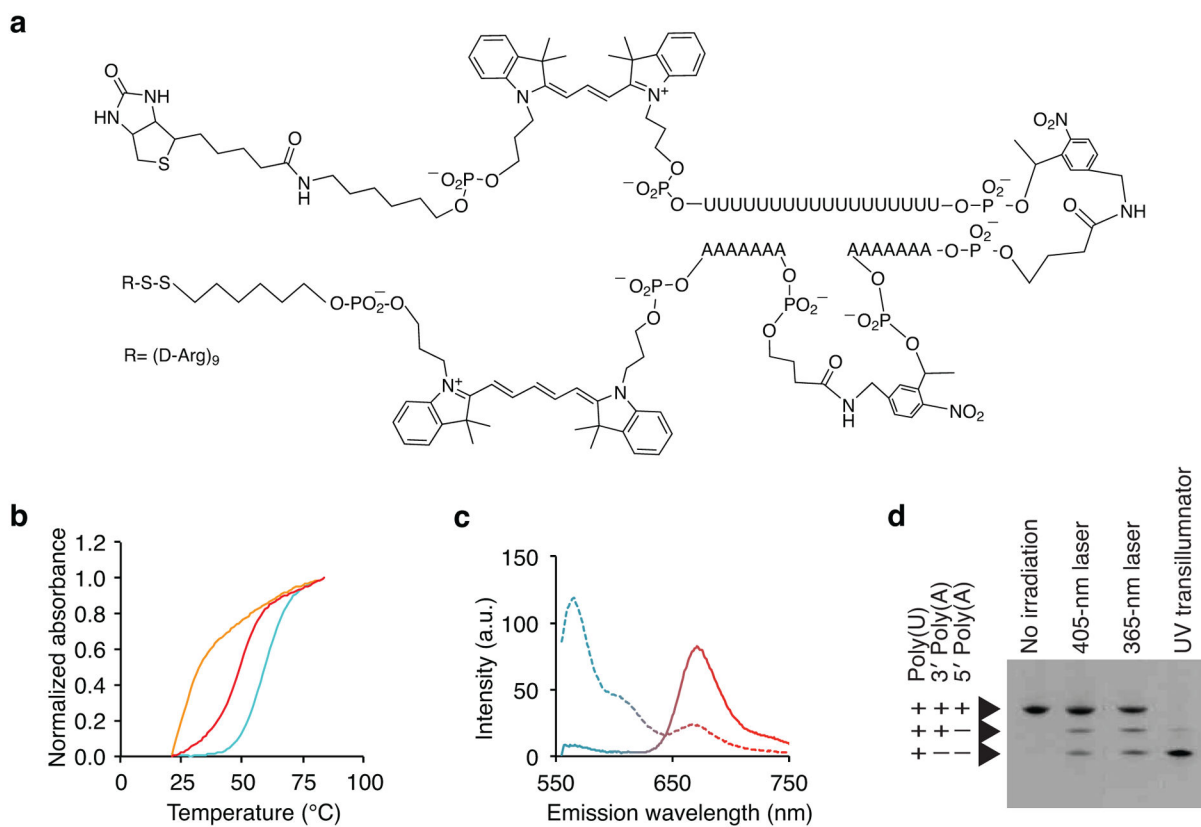 a
O
HN
NH
S
O
N
H
⁻O₂P
O
O
N
N⁺
O
⁻O₂P
O–UUUUUUUUUUUUUUUUUU–O–P–O
O₂⁻
O₂N
NH
O
AAAAAAA
AAAAAAA -O–P–O
O₂⁻
R-S-S
O-PO₂-O
⁻
R= (D-Arg)₉
⁻O₂P
O
O
N⁺
N
O
O
P
PO₂⁻
O
N
H
⁻O₂P
O
NO₂
b
Normalized absorbance
1.2
1.0
0.8
0.6
0.4
0.2
0.0
0
25
50
75
100
Temperature (°C)
c
Intensity (a.u.)
150
100
50
0
550
650
750
Emission wavelength (nm)
d
Poly(U)
3′ Poly(A)
5′ Poly(A)
No irradiation
405-nm laser
365-nm laser
UV transillumnator
+ + +
+ + –
+ – –